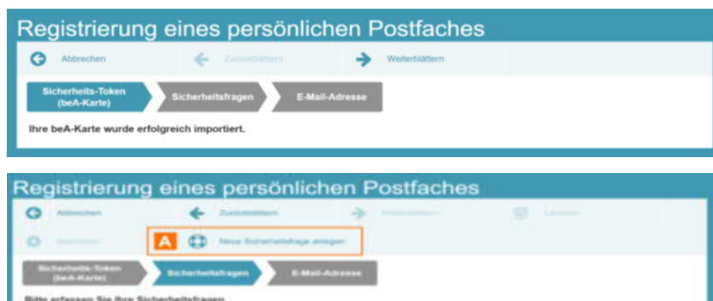 Registrierung eines persönlichen Postfaches
Abbrechen Zurückblättern Weiterblättern
Sicherheits-Token Sicherheitsfragen E-Mail-Adresse
(beA-Karte)
Ihre beA-Karte wurde erfolgreich importiert.
Registrierung eines persönlichen Postfaches
Abbrechen Zurückblättern Weiterblättern Löschen
Bearbeiten A Neue Sicherheitsfrage anlegen
Sicherheits-Token Sicherheitsfragen E-Mail-Adresse
(beA-Karte)
Bitte erfassen Sie Ihre Sicherheitsfragen